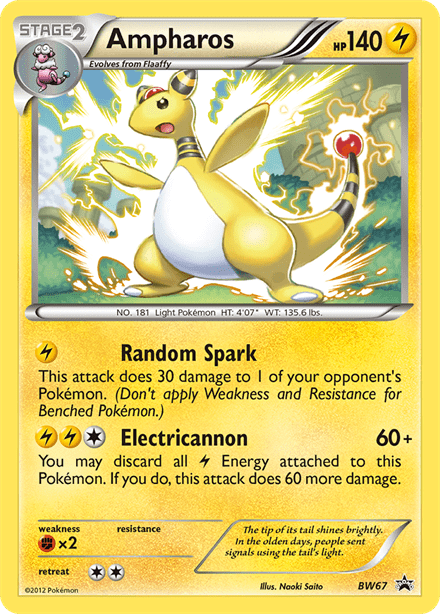 STAGE2
Ampharos
HP140
Evolves from Flaaffy
NO. 181 Light Pokémon HT: 4'07" WT: 135.6 lbs.
Random Spark
This attack does 30 damage to 1 of your opponent's
Pokémon. (Don't apply Weakness and Resistance for
Benched Pokémon.)
Electricannon 60+
You may discard all Energy attached to this
Pokémon. If you do, this attack does 60 more damage.
weakness resistance
×2
retreat
The tip of its tail shines brightly.
In the olden days, people sent
signals using the tail's light.
©2012 Pokémon
Illus. Naoki Saito
BW67
PROMO